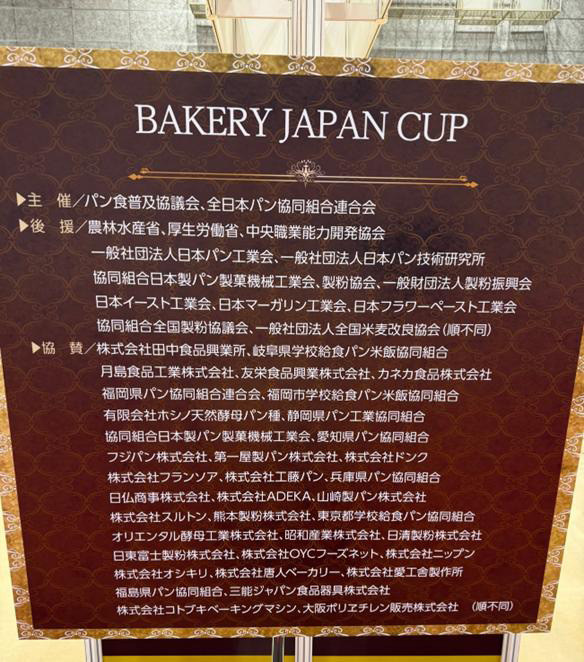 BAKERY JAPAN CUP
▶主　催／パン食普及協議会、全日本パン協同組合連合会
▶後　援／農林水産省、厚生労働省、中央職業能力開発協会
一般社団法人日本パン工業会、一般社団法人日本パン技術研究所
協同組合日本製パン製菓機械工業会、製粉協会、一般財団法人製粉振興会
日本イースト工業会、日本マーガリン工業会、日本フラワーペースト工業会
協同組合全国製粉協議会、一般社団法人全国米麦改良協会（順不同）
▶協　賛／株式会社田中食品興業所、岐阜県学校給食パン米飯協同組合
月島食品工業株式会社、友栄食品興業株式会社、カネカ食品株式会社
福岡県パン協同組合連合会、福岡市学校給食パン米飯協同組合
有限会社ホシノ天然酵母パン種、静岡県パン工業協同組合
協同組合日本製パン製菓機械工業会、愛知県パン協同組合
フジパン株式会社、第一屋製パン株式会社、株式会社ドンク
株式会社フランソア、株式会社工藤パン、兵庫県パン協同組合
日仏商事株式会社、株式会社ADEKA、山崎製パン株式会社
株式会社スルトン、熊本製粉株式会社、東京都学校給食パン協同組合
オリエンタル酵母工業株式会社、昭和産業株式会社、日清製粉株式会社
日東富士製粉株式会社、株式会社OYCフーズネット、株式会社ニップン
株式会社オシキリ、株式会社唐人ベーカリー、株式会社愛工舎製作所
福島県パン協同組合、三能ジャパン食品器具株式会社
株式会社コトブキベーキングマシン、大阪ポリヱチレン販売株式会社　（順不同）